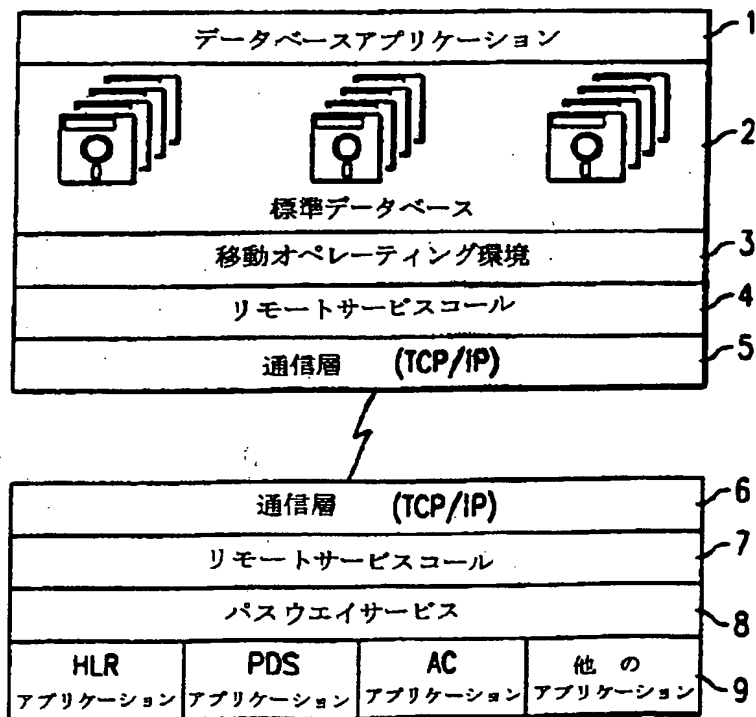 データベースアプリケーション 1
2
標準データベース
移動オペレーティング環境 3
リモートサービスコール 4
通信層 (TCP/IP) 5
通信層 (TCP/IP) 6
リモートサービスコール 7
パスウエイサービス 8
HLR PDS AC 他の
アプリケーション アプリケーション アプリケーション アプリケーション 9